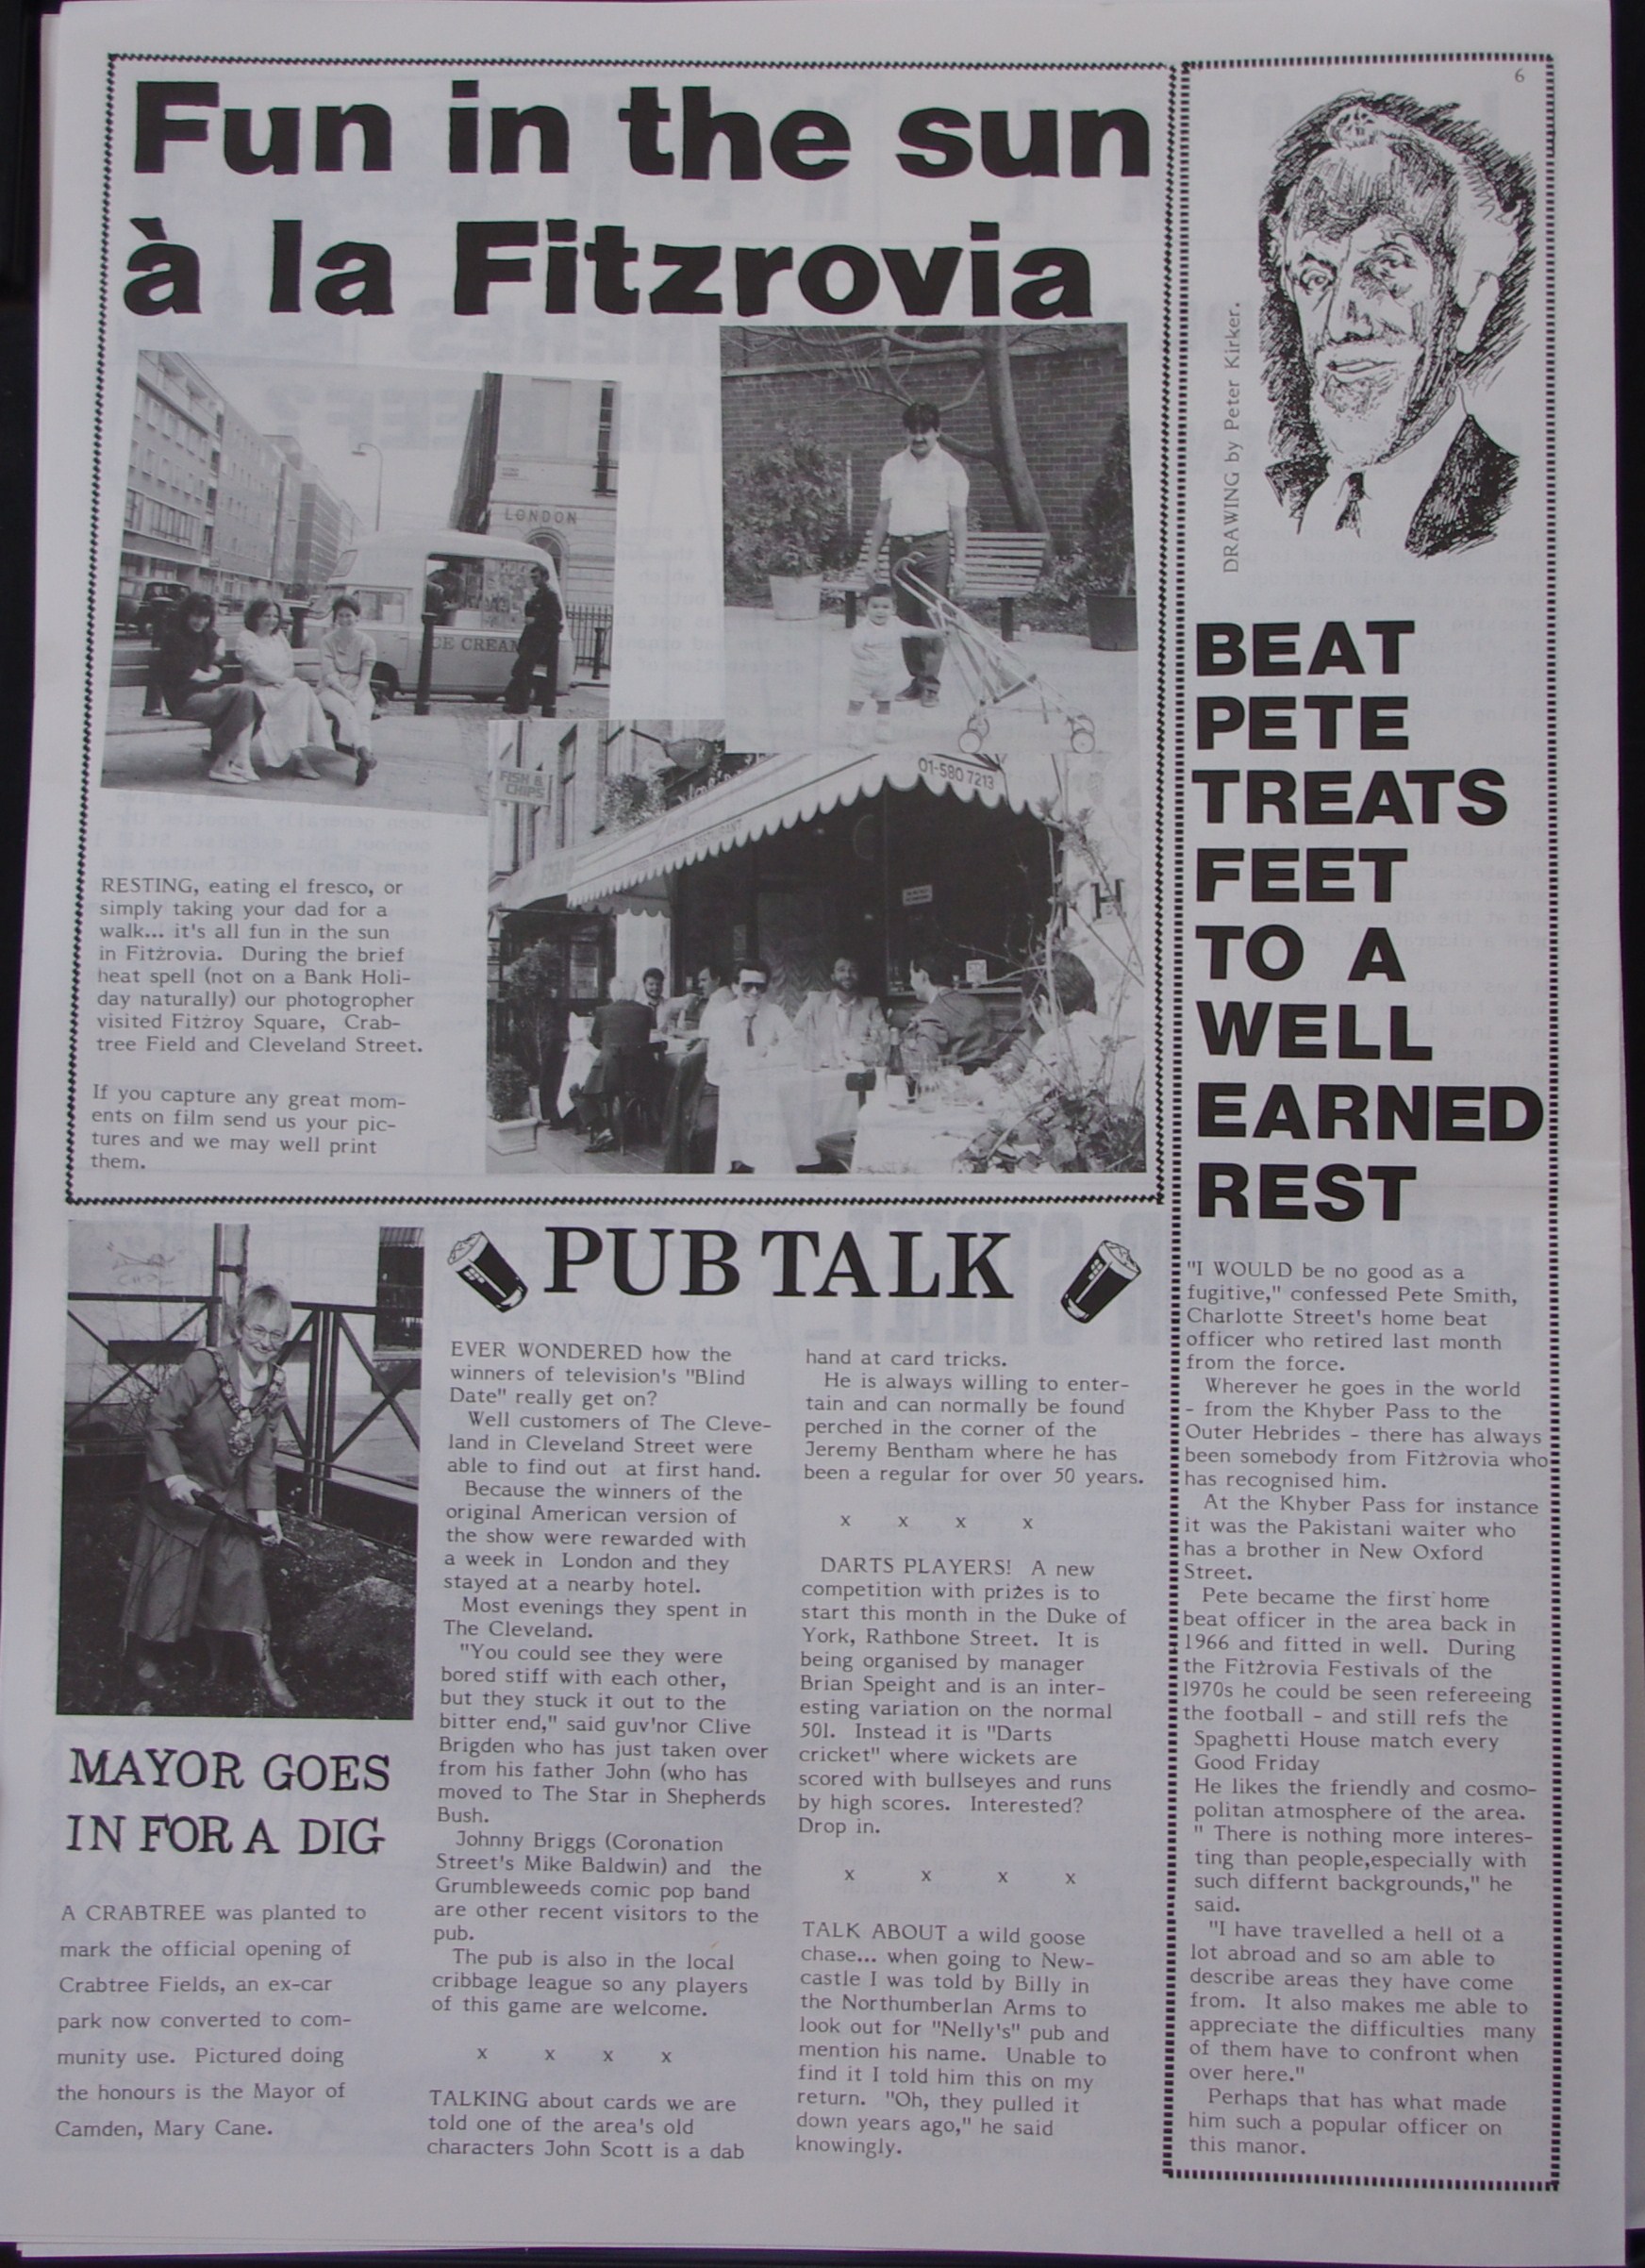 6
Fun in the sun
à la Fitzrovia
LONDON
ICE CREAM
FISH &
CHIPS
01-580 7213
RESTAURANT
H
RESTING, eating el fresco, or
simply taking your dad for a
walk... it's all fun in the sun
in Fitzrovia. During the brief
heat spell (not on a Bank Holi-
day naturally) our photogropher
visited Fitzroy Square, Crab-
tree Field and Cleveland Street.
If you capture any great mom-
ents on film send us your pic-
tures and we may well print
them.
MAYOR GOES
IN FOR A DIG
A CRABTREE was planted to
mark the official opening of
Crabtree Fields, an ex-car
park now converted to com-
munity use. Pictured doing
the honours is the Mayor of
Camden, Mary Cane.
PUB TALK
EVER WONDERED how the
winners of television's "Blind
Date" really get on?
Well customers of The Cleve-
land in Cleveland Street were
able to find out at first hand.
Because the winners of the
original American version of
the show were rewarded with
a week in London and they
stayed at a nearby hotel.
Most evenings they spent in
The Cleveland.
"You could see they were
bored stiff with each other,
but they stuck it out to the
bitter end," said guv'nor Clive
Brigden who has just taken over
from his father John (who has
moved to The Star in Shepherds
Bush.
Johnny Briggs (Coronation
Street's Mike Baldwin) and the
Grumbleweeds comic pop band
are other recent visitors to the
pub.
The pub is also in the local
cribbage league so any players
of this game are welcome.
x x x x
TALKING about cards we are
told one of the area's old
characters John Scott is a dab
hand at card tricks.
He is always willing to enter-
tain and can normally be found
perched in the corner of the
Jeremy Bentham where he has
been a regular for over 50 years.
x x x x
DARTS PLAYERS! A new
competition with prizes is to
start this month in the Duke of
York, Rathbone Street. It is
being organised by manager
Brian Speight and is an inter-
esting variation on the normal
501. Instead it is "Darts
cricket" where wickets are
scored with bullseyes and runs
by high scores. Interested?
Drop in.
x x x x
TALK ABOUT a wild goose
chase... when going to New-
castle I was told by Billy in
the Northumberlan Arms to
look out for "Nelly's" pub and
mention his name. Unable to
find it I told him this on my
return. "Oh, they pulled it
down years ago," he said
knowingly.
DRAWING by Peter Kirker.
BEAT
PETE
TREATS
FEET
TO A
WELL
EARNED
REST
"I WOULD be no good as a
fugitive," confessed Pete Smith,
Charlotte Street's home beat
officer who retired last month
from the force.
Wherever he goes in the world
- from the Khyber Pass to the
Outer Hebrides - there has always
been somebody from Fitzrovia who
has recognised him.
At the Khyber Pass for instance
it was the Pakistani waiter who
has a brother in New Oxford
Street.
Pete became the first home
beat officer in the area back in
1966 and fitted in well. During
the Fitzrovia Festivals of the
1970s he could be seen refereeing
the football - and still refs the
Spaghetti House match every
Good Friday
He likes the friendly and cosmo-
politan atmosphere of the area.
" There is nothing more interes-
ting than people,especially with
such differnt backgrounds," he
said.
"I have travelled a hell of a
lot abroad and so am able to
describe areas they have come
from. It also makes me able to
appreciate the difficulties many
of them have to confront when
over here."
Perhaps that has what made
him such a popular officer on
this manor.